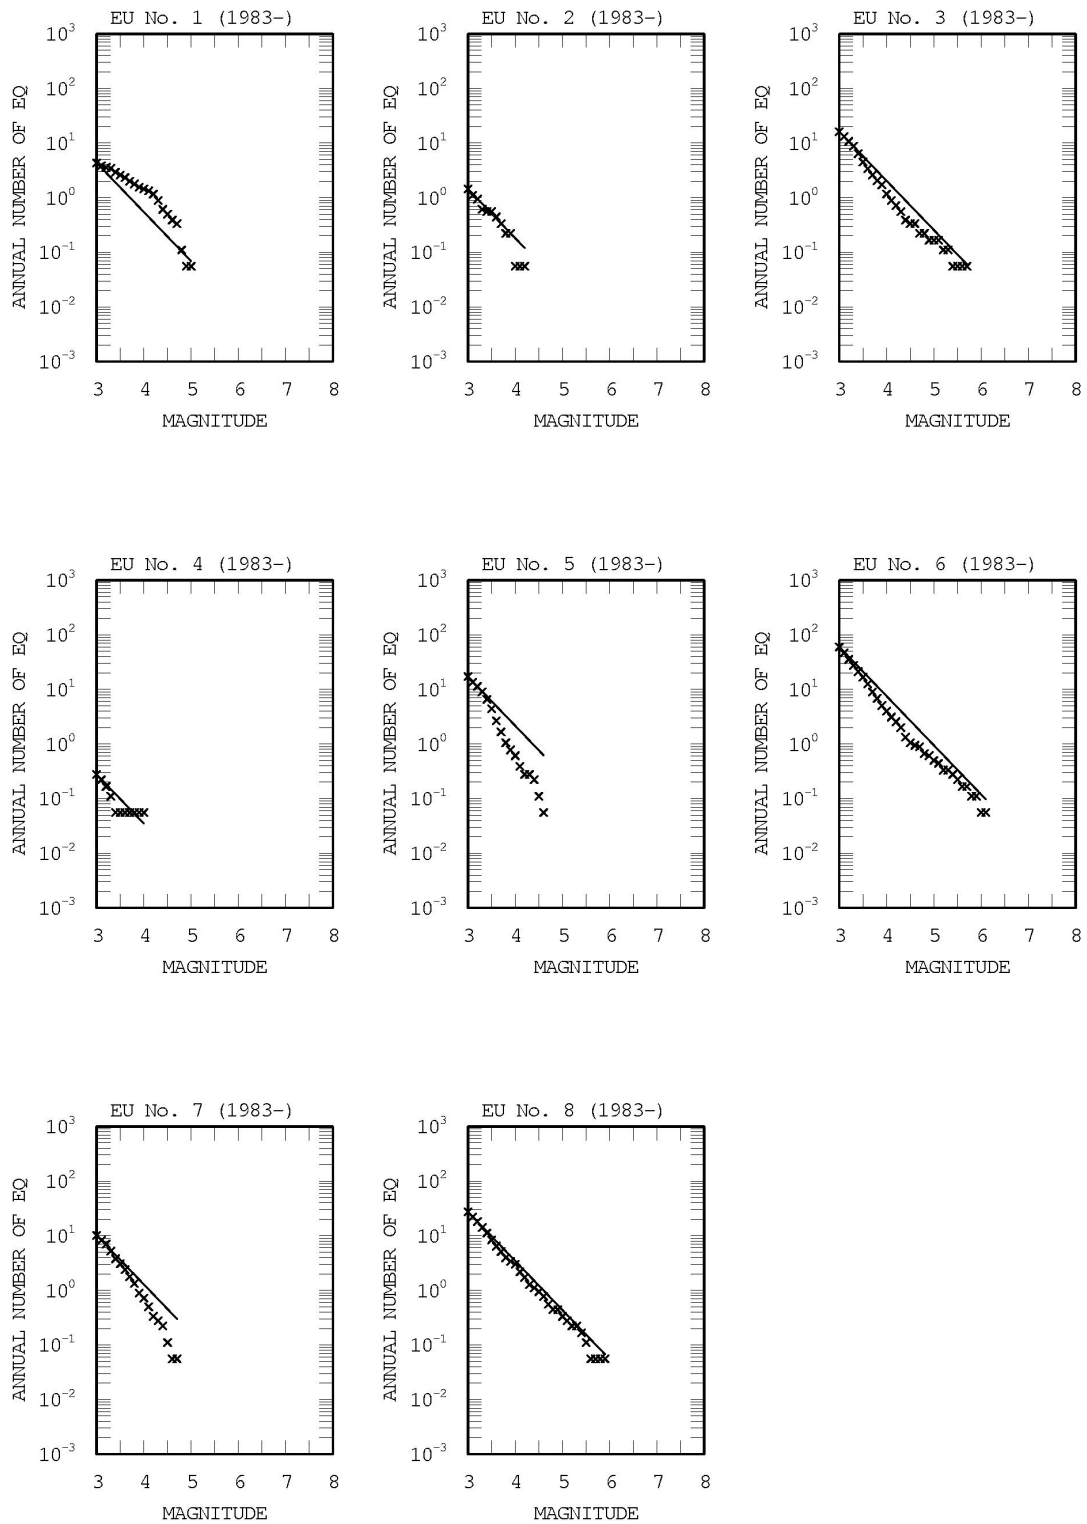 EU No. 1 (1983-) EU No. 2 (1983-) EU No. 3 (1983-)
10³ 10³ 10³
10² 10² 10²
10¹ 10¹ 10¹
10⁰ 10⁰ 10⁰
10⁻¹ 10⁻¹ 10⁻¹
10⁻² 10⁻² 10⁻²
10⁻³ 10⁻³ 10⁻³
ANNUAL NUMBER OF EQ ANNUAL NUMBER OF EQ ANNUAL NUMBER OF EQ
3 4 5 6 7 8 3 4 5 6 7 8 3 4 5 6 7 8
MAGNITUDE MAGNITUDE MAGNITUDE
EU No. 4 (1983-) EU No. 5 (1983-) EU No. 6 (1983-)
10³ 10³ 10³
10² 10² 10²
10¹ 10¹ 10¹
10⁰ 10⁰ 10⁰
10⁻¹ 10⁻¹ 10⁻¹
10⁻² 10⁻² 10⁻²
10⁻³ 10⁻³ 10⁻³
ANNUAL NUMBER OF EQ ANNUAL NUMBER OF EQ ANNUAL NUMBER OF EQ
3 4 5 6 7 8 3 4 5 6 7 8 3 4 5 6 7 8
MAGNITUDE MAGNITUDE MAGNITUDE
EU No. 7 (1983-) EU No. 8 (1983-)
10³ 10³
10² 10²
10¹ 10¹
10⁰ 10⁰
10⁻¹ 10⁻¹
10⁻² 10⁻²
10⁻³ 10⁻³
ANNUAL NUMBER OF EQ ANNUAL NUMBER OF EQ
3 4 5 6 7 8 3 4 5 6 7 8
MAGNITUDE MAGNITUDE